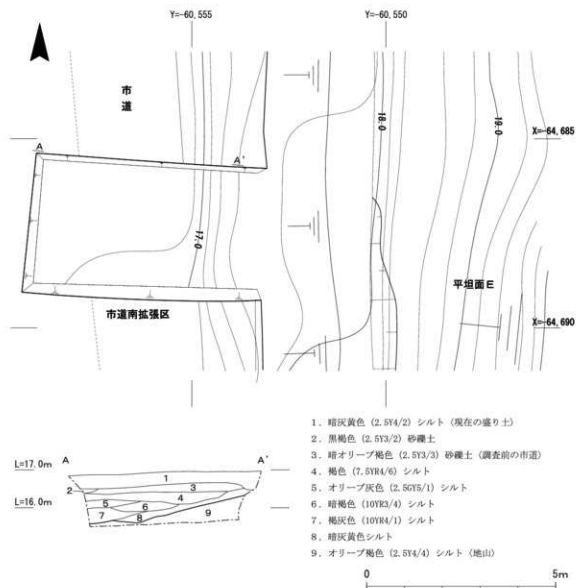 Y=-60,555
Y=-60,550
市道
18.0
19.0
X=-64,685
A
A'
17.0
平坦面E
市道南拡張区
X=-64,690
1. 暗灰黄色 (2.5Y4/2) シルト (現在の盛り土)
2. 黒褐色 (2.5Y3/2) 砂礫土
3. 暗オリーブ褐色 (2.5Y3/3) 砂礫土 (調査前の市道)
4. 褐色 (7.5YR4/6) シルト
5. オリーブ灰色 (2.5GY5/1) シルト
6. 暗褐色 (10YR3/4) シルト
7. 褐灰色 (10YR4/1) シルト
8. 暗灰黄色シルト
9. オリーブ褐色 (2.5Y4/4) シルト (地山)
L=17.0m
A
A'
1
2
3
4
5
6
7
8
9
L=16.0m
0
5m